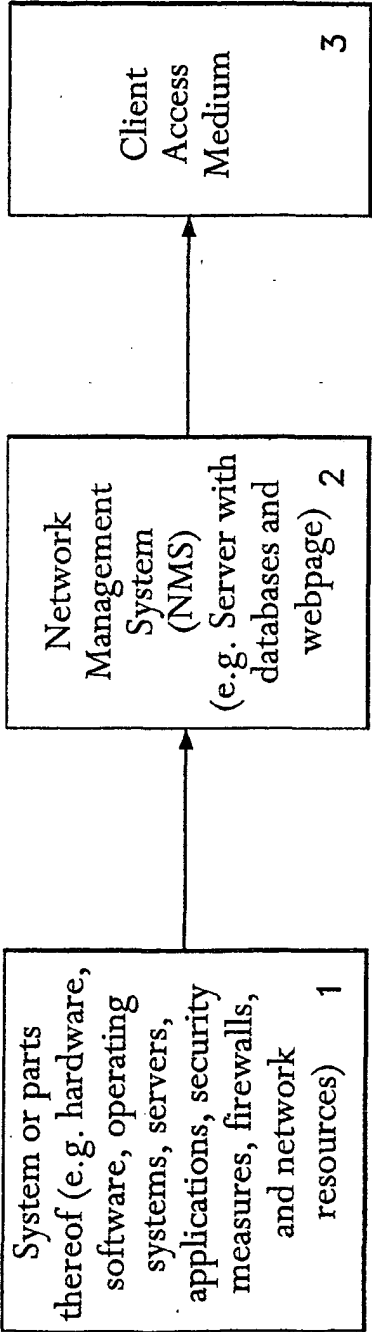 System or parts
thereof (e.g. hardware,
software, operating
systems, servers,
applications, security
measures, firewalls,
and network
resources)
1
Network
Management
System
(NMS)
(e.g. Server with
databases and
webpage)
2
Client
Access
Medium
3